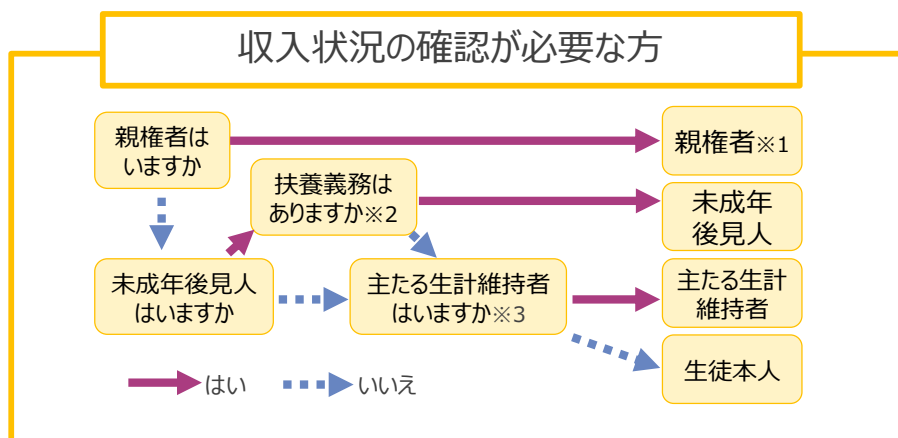 収入状況の確認が必要な方
親権者は
いますか
親権者※1
扶養義務は
ありますか※2
未成年
後見人
未成年後見人
はいますか
主たる生計維持者
はいますか※3
主たる生計
維持者
生徒本人
はい
いいえ